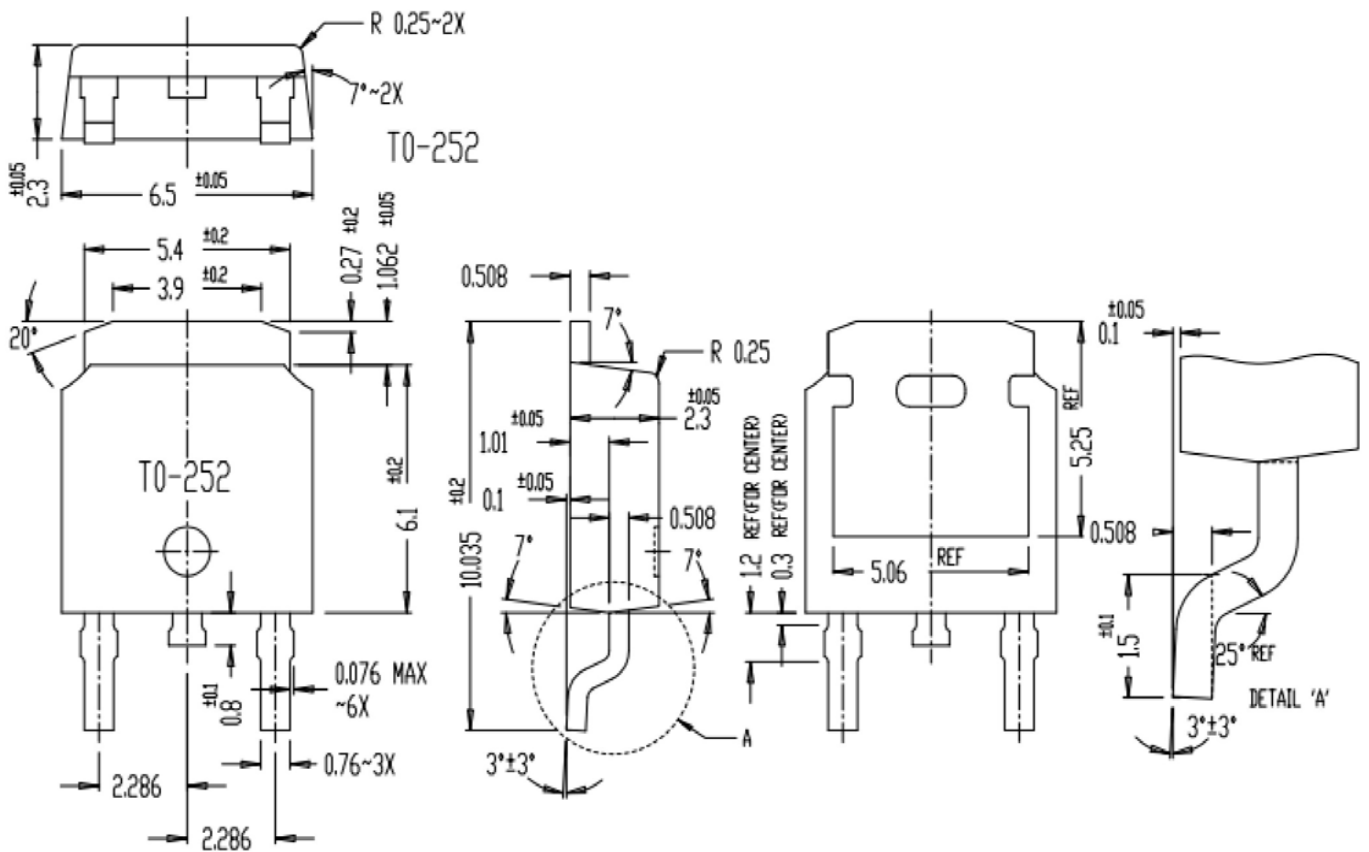 R 0.25~2X
7°~2X
TO-252
2.3 ±0.05
6.5 ±0.05
5.4 ±0.2
3.9 ±0.2
0.27 ±0.2
1.062 ±0.05
20°
TO-252
6.1 ±0.2
0.8 ±0.1
0.076 MAX
~6X
0.76~3X
2.286
2.286
0.508
7°
R 0.25
2.3 ±0.05
1.01 ±0.05
0.1 ±0.05
0.508
10.035 ±0.2
7°
7°
A
3°±3°
1.2 REF(FOR CENTER)
0.3 REF(FOR CENTER)
5.25 REF
5.06 REF
0.1 ±0.05
0.508
1.5 ±0.1
25° REF
DETAIL 'A'
3°±3°